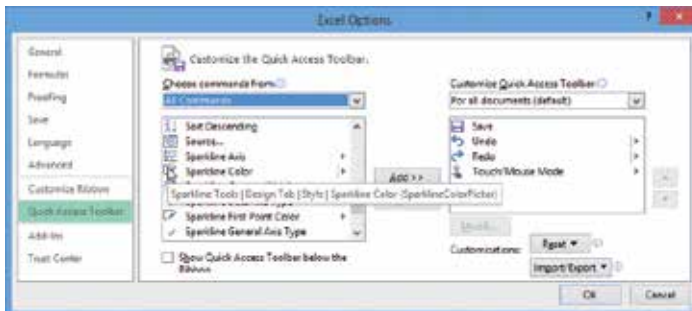 Excel Options
General
Formulas
Proofing
Save
Language
Advanced
Customize Ribbon
Quick Access Toolbar
Add-Ins
Trust Center
Customize the Quick Access Toolbar.
Choose commands from:
All Commands
Sort Descending
Source...
Sparkline Axis
Sparkline Color
Sparkline Tools | Design Tab | Style | Sparkline Color (SparklineColorPicker)
Sparkline First Point Color
Sparkline General Axis Type
Show Quick Access Toolbar below the
Ribbon
Add >>
Customize Quick Access Toolbar:
For all documents (default)
Save
Undo
Redo
Touch/Mouse Mode
Modify...
Customizations:
Reset
Import/Export
OK
Cancel